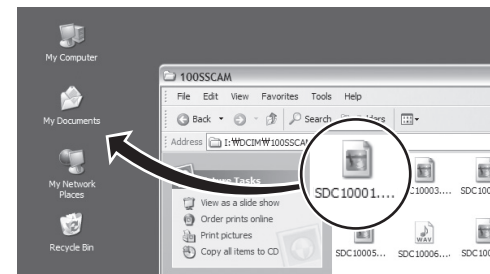 My Computer
My Documents
My Network
Places
Recycle Bin
100SSCAM
File Edit View Favorites Tools Help
Back Search
Address I:₩DCIM₩100SSCAM
SDC10001....
Tasks
View as a slide show
Order prints online
Print pictures
Copy all items to CD
WAV
SDC10005... SDC10006...